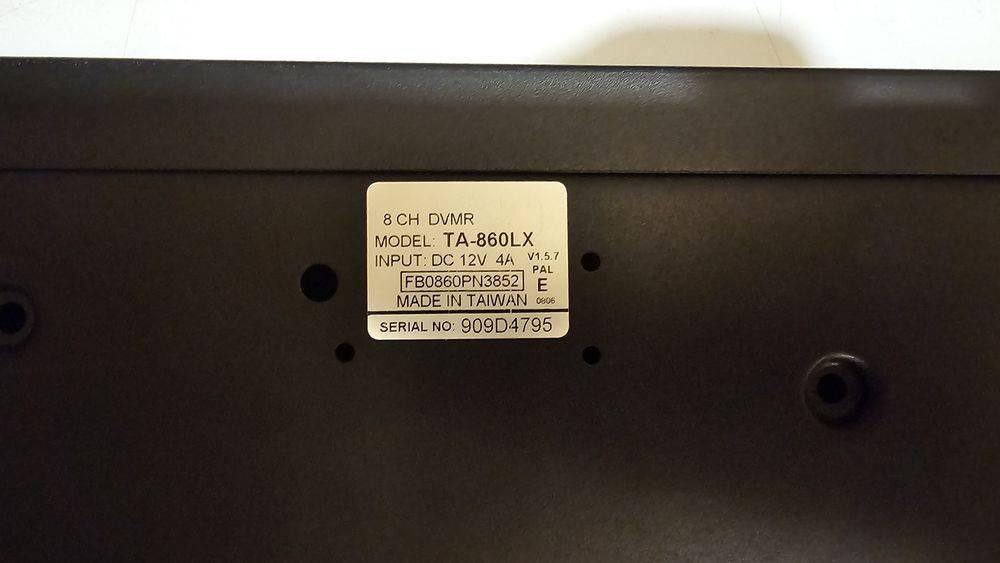 8 CH DVMR
MODEL: TA-860LX
INPUT: DC 12V 4A V1.5.7
PAL
FB0860PN3852 E
MADE IN TAIWAN 0806
SERIAL NO: 909D4795